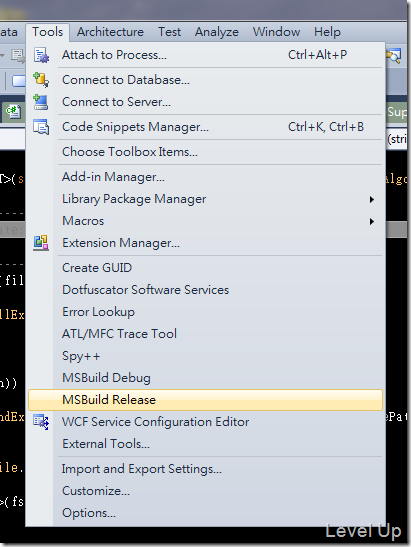 ata Tools Architecture Test Analyze Window Help
Attach to Process... Ctrl+Alt+P
Connect to Database...
Connect to Server...
Sup
Code Snippets Manager... Ctrl+K, Ctrl+B
(stri
Choose Toolbox Items...
Add-in Manager...
T>(s
Algo
Library Package Manager
Macros
Extension Manager...
Create GUID
(fil
Dotfuscator Software Services
Error Lookup
llEx
ATL/MFC Trace Tool
Spy++
MSBuild Debug
n))
MSBuild Release
WCF Service Configuration Editor
ndEx
ePat
External Tools...
Import and Export Settings...
ile.
Customize...
>(fs
Options...
Level Up